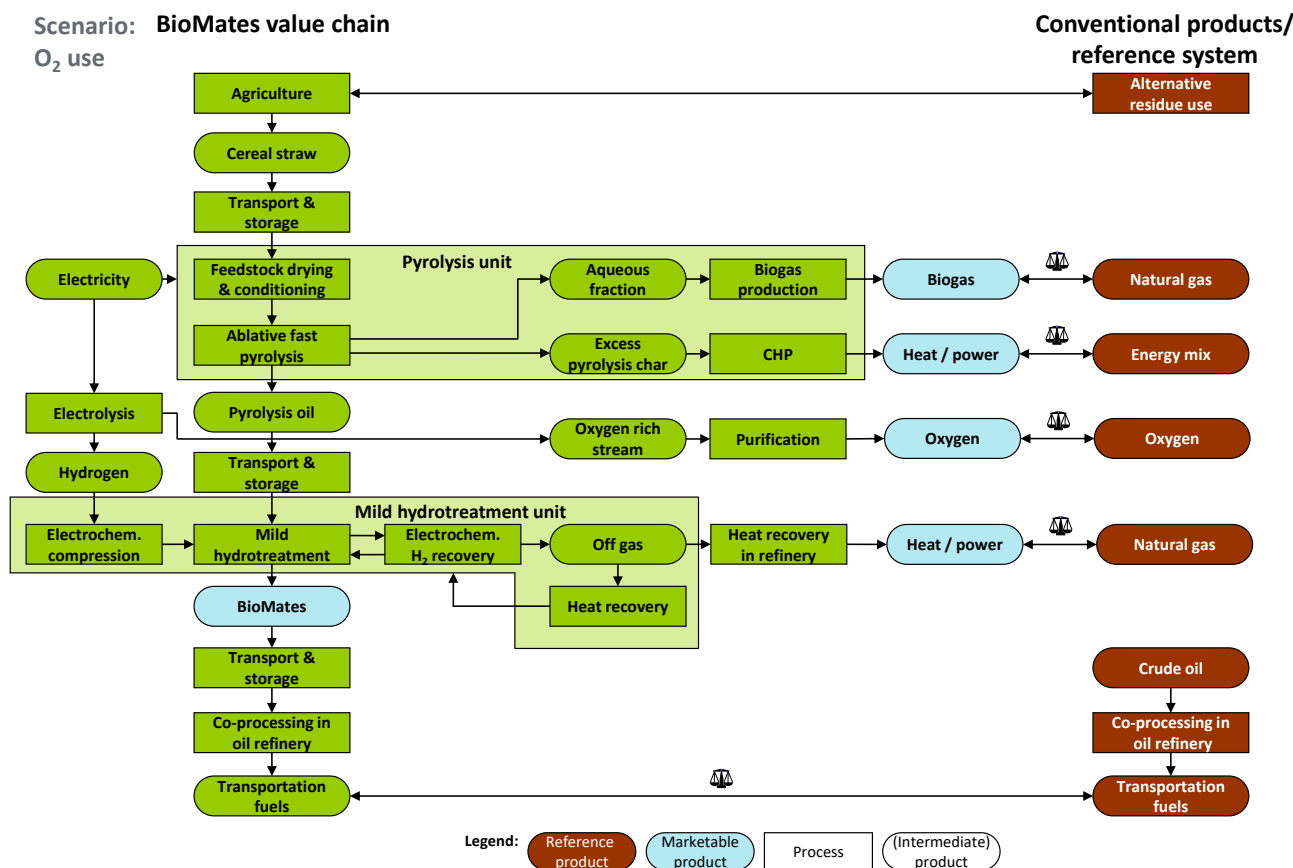 Scenario:
O₂ use
BioMates value chain
Conventional products/
reference system
Agriculture
Alternative
residue use
Cereal straw
Transport &
storage
Pyrolysis unit
Electricity
Feedstock drying
& conditioning
Aqueous
fraction
Biogas
production
Biogas
Natural gas
Ablative fast
pyrolysis
Excess
pyrolysis char
CHP
Heat / power
Energy mix
Electrolysis
Pyrolysis oil
Oxygen rich
stream
Purification
Oxygen
Oxygen
Hydrogen
Transport &
storage
Mild hydrotreatment unit
Electrochem.
compression
Mild
hydrotreatment
Electrochem.
H₂ recovery
Off gas
Heat recovery
in refinery
Heat / power
Natural gas
BioMates
Heat recovery
Transport &
storage
Crude oil
Co-processing in
oil refinery
Co-processing in
oil refinery
Transportation
fuels
Transportation
fuels
Legend:
Reference
product
Marketable
product
Process
(Intermediate)
product